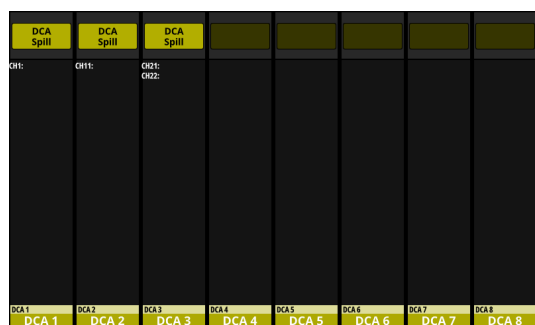 DCA
Spill
DCA
Spill
DCA
Spill
CH1:
CH11:
CH21:
CH22:
DCA 1
DCA 2
DCA 3
DCA 4
DCA 5
DCA 6
DCA 7
DCA 8
DCA 1
DCA 2
DCA 3
DCA 4
DCA 5
DCA 6
DCA 7
DCA 8